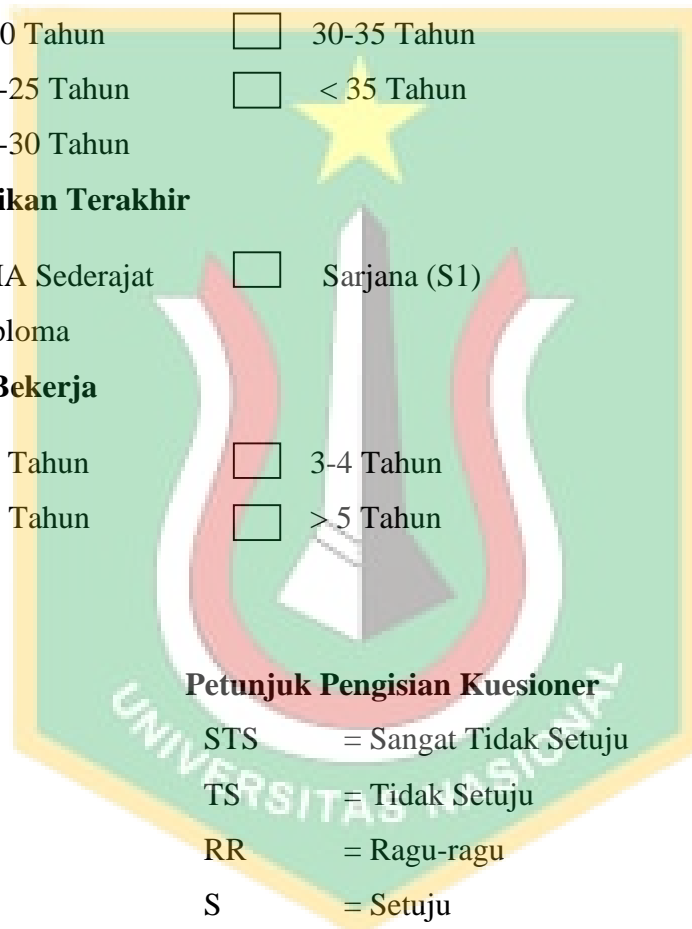 0 Tahun 30-35 Tahun
-25 Tahun < 35 Tahun
-30 Tahun
ikan Terakhir
IA Sederajat Sarjana (S1)
ploma
Bekerja
Tahun 3-4 Tahun
Tahun > 5 Tahun
Petunjuk Pengisian Kuesioner
STS = Sangat Tidak Setuju
TS = Tidak Setuju
RR = Ragu-ragu
S = Setuju
UNIVERSITAS NASIONAL